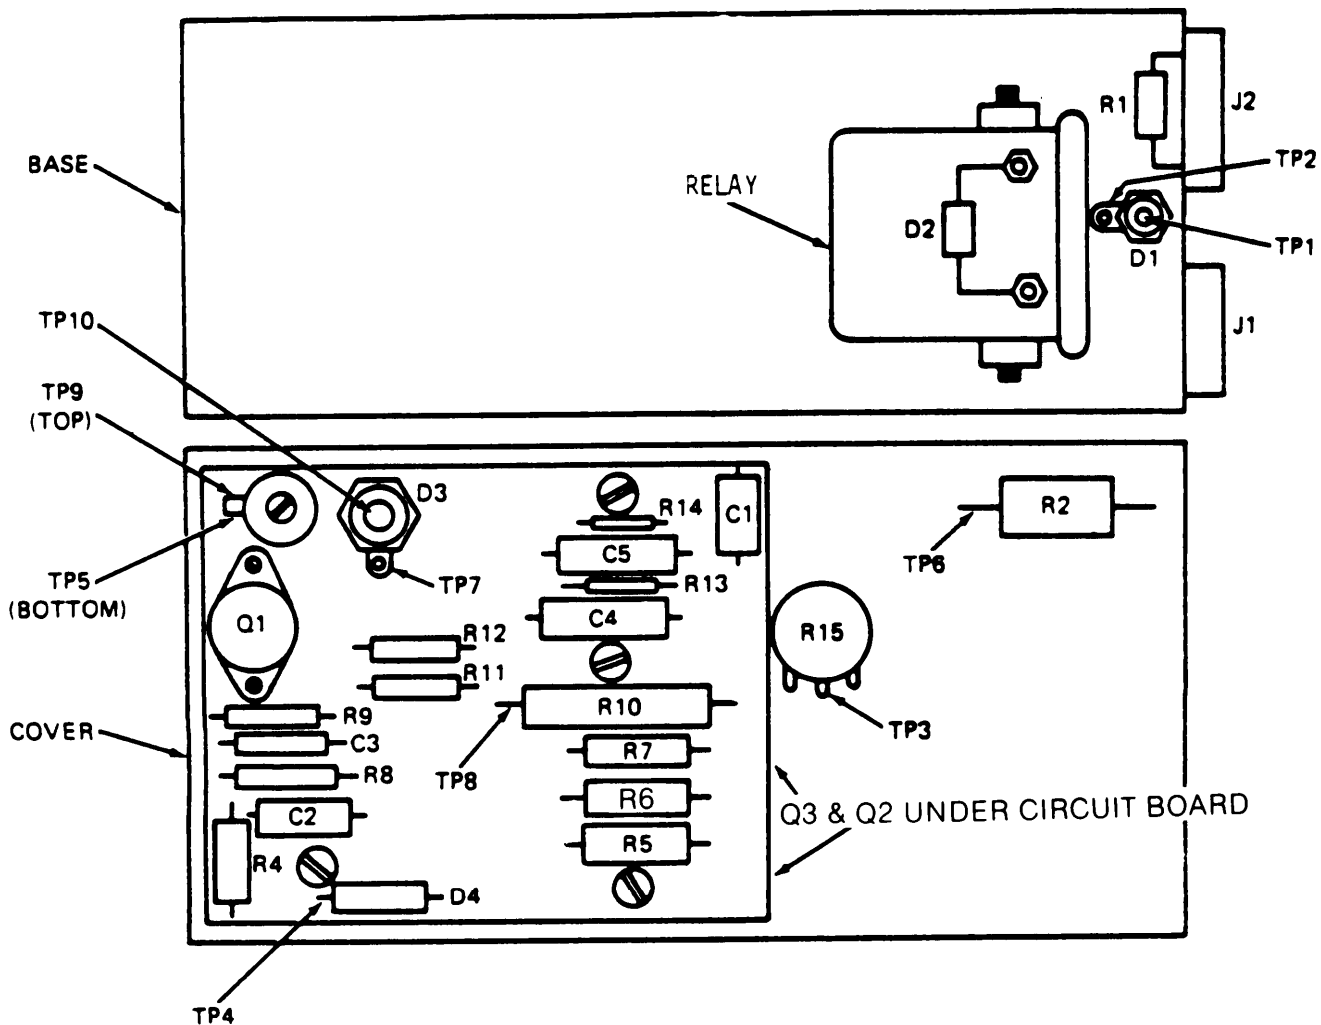 R1
J2
BASE
TP2
RELAY
D2
TP1
D1
TP10
J1
TP9
(TOP)
D3
R14
C1
R2
C5
TP6
TP5
(BOTTOM)
TP7
R13
Q1
C4
R15
R12
R11
R9
R10
TP3
COVER
C3
R7
R8
TP8
R6
Q3 & Q2 UNDER CIRCUIT BOARD
C2
R5
R4
D4
TP4